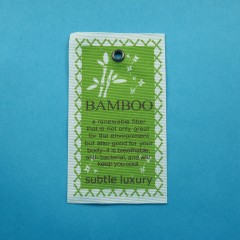 BAMBOO
a renewable fiber
that is not only great
for the environment
but also good for your
body-it is breathable,
anti-bacterial, and will
keep you cool.
subtle luxury